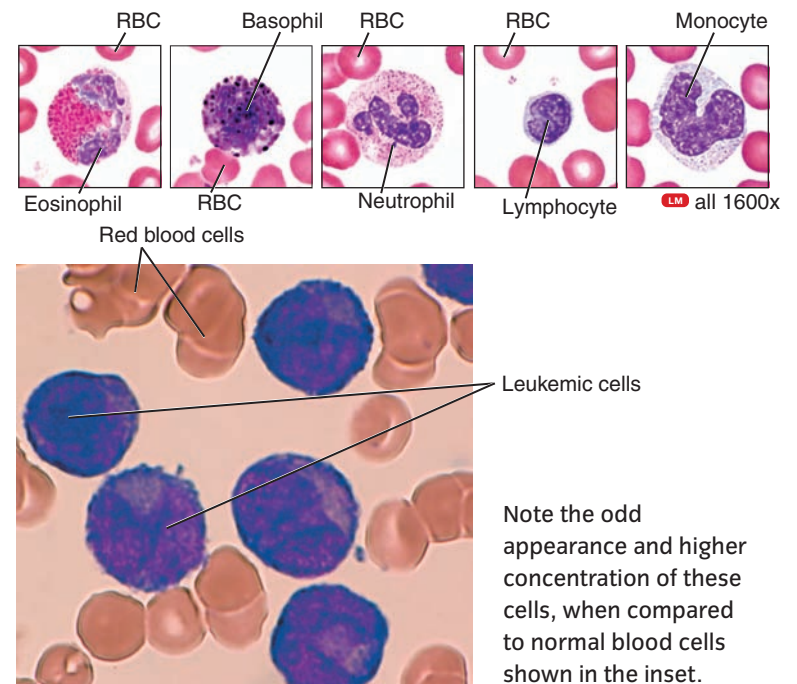 RBC
Basophil
RBC
RBC
Monocyte
Eosinophil
RBC
Neutrophil
Lymphocyte
LM all 1600x
Red blood cells
Leukemic cells
Note the odd
appearance and higher
concentration of these
cells, when compared
to normal blood cells
shown in the inset.